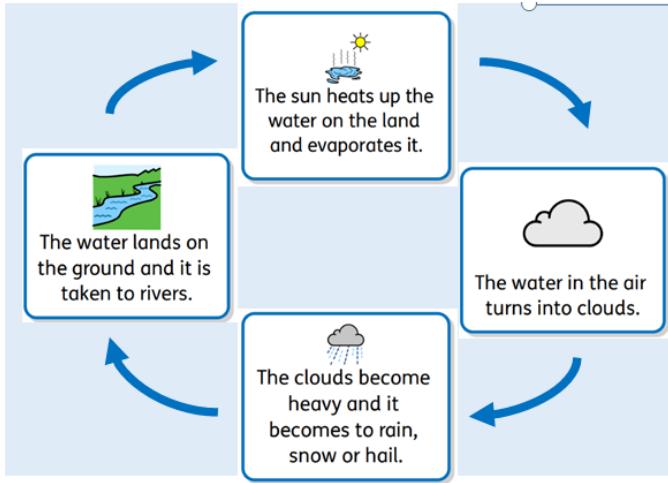 The sun heats up the
water on the land
and evaporates it.
The water in the air
turns into clouds.
The clouds become
heavy and it
becomes to rain,
snow or hail.
The water lands on
the ground and it is
taken to rivers.